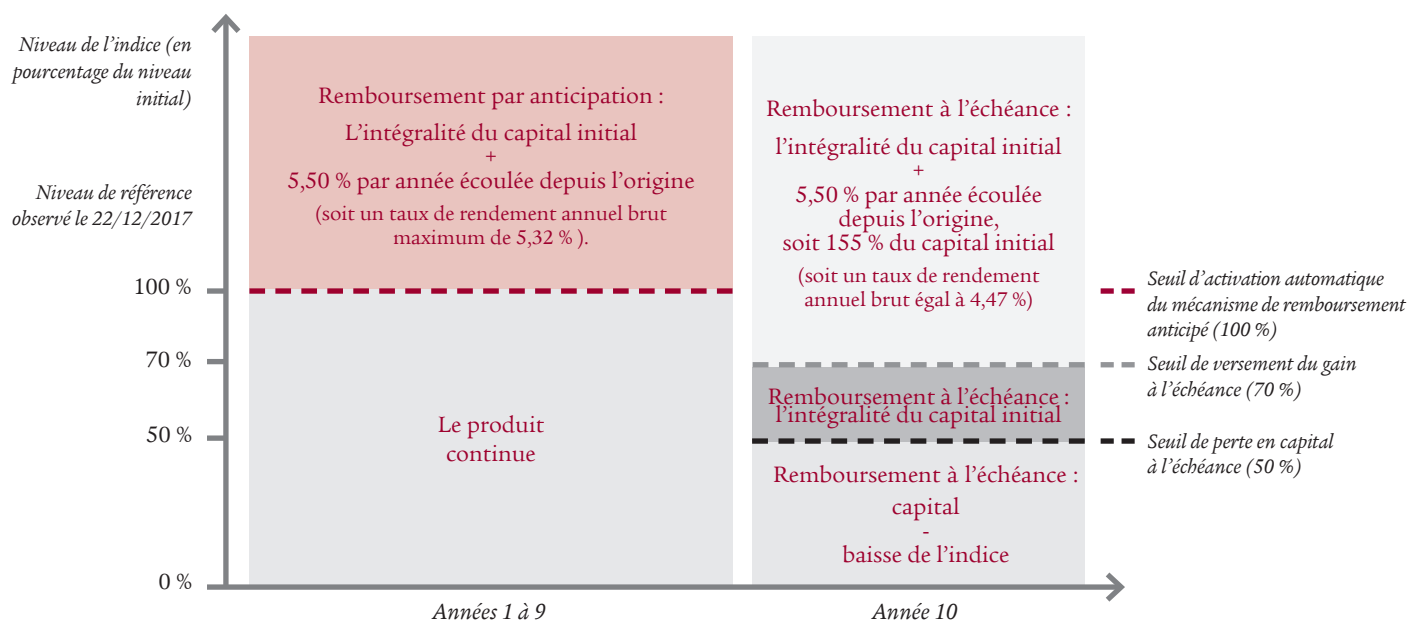 Niveau de l'indice (en
pourcentage du niveau
initial)
Niveau de référence
observé le 22/12/2017
100 %
70 %
50 %
0 %
Remboursement par anticipation :
L'intégralité du capital initial
+
5,50 % par année écoulée depuis l'origine
(soit un taux de rendement annuel brut
maximum de 5,32 % ).
Le produit
continue
Remboursement à l'échéance :
l'intégralité du capital initial
+
5,50 % par année écoulée
depuis l'origine,
soit 155 % du capital initial
(soit un taux de rendement
annuel brut égal à 4,47 %)
Remboursement à l'échéance :
l'intégralité du capital initial
Remboursement à l'échéance :
capital
-
baisse de l'indice
Seuil d'activation automatique
du mécanisme de remboursement
anticipé (100 %)
Seuil de versement du gain
à l'échéance (70 %)
Seuil de perte en capital
à l'échéance (50 %)
Années 1 à 9
Année 10